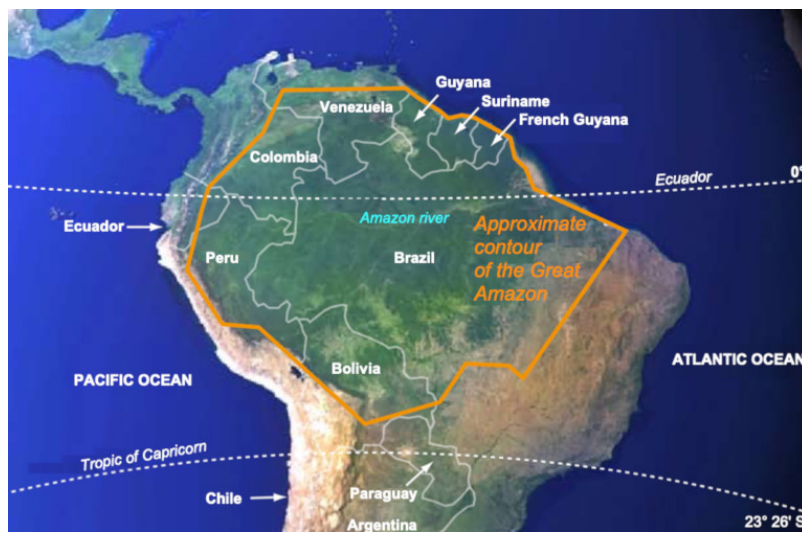 Guyana
Venezuela
Suriname
French Guyana
Colombia
Ecuador
0°
Amazon river
Ecuador
Approximate
contour
of the Great
Amazon
Peru
Brazil
Bolivia
PACIFIC OCEAN
ATLANTIC OCEAN
Tropic of Capricorn
Chile
Paraguay
Argentina
23° 26' S